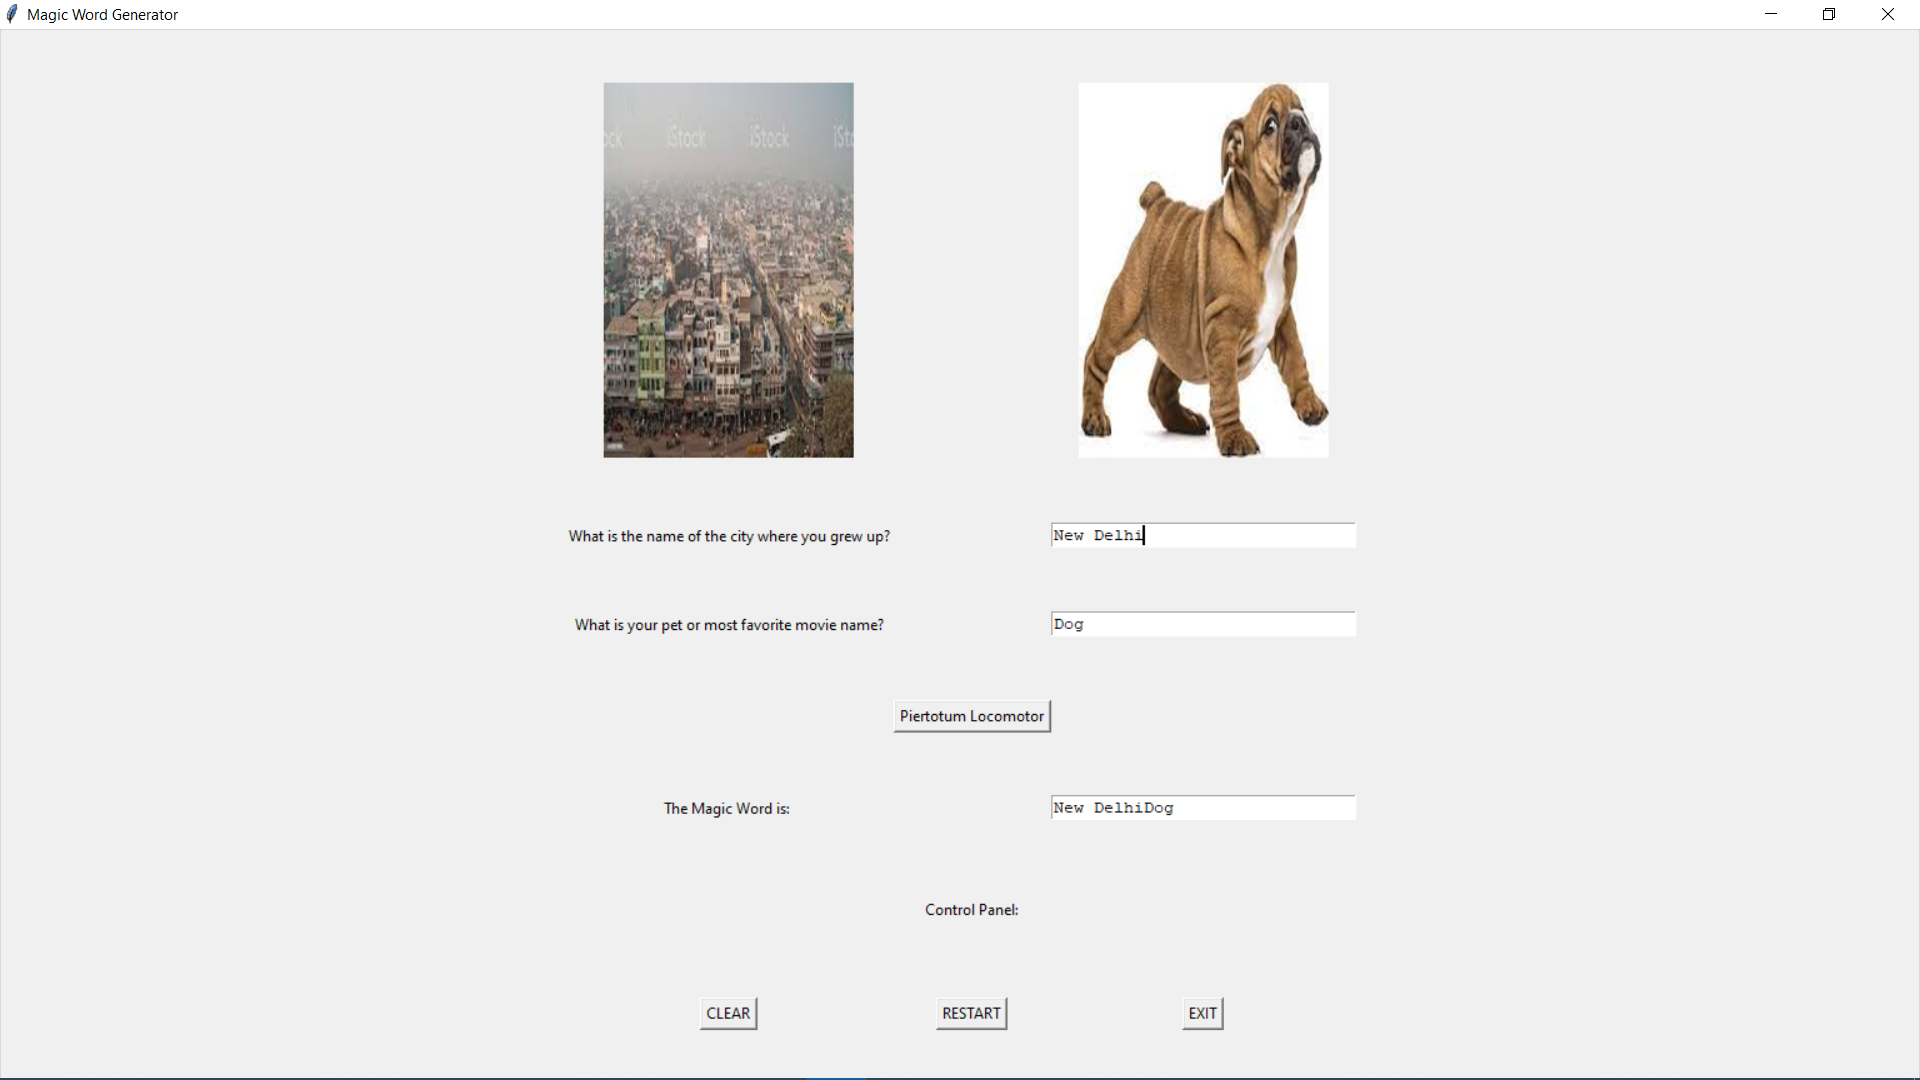 Magic Word Generator
iStock iStock
What is the name of the city where you grew up? New Delhi
What is your pet or most favorite movie name? Dog
Piertotum Locomotor
The Magic Word is: New DelhiDog
Control Panel:
CLEAR RESTART EXIT